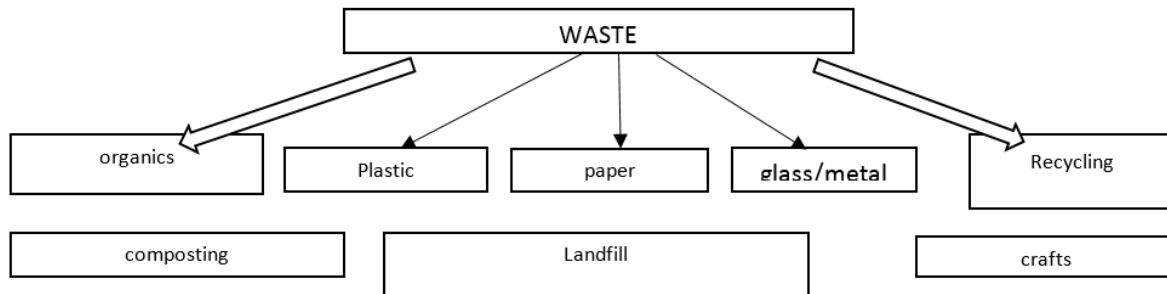 WASTE
organics
Plastic
paper
glass/metal
Recycling
composting
Landfill
crafts